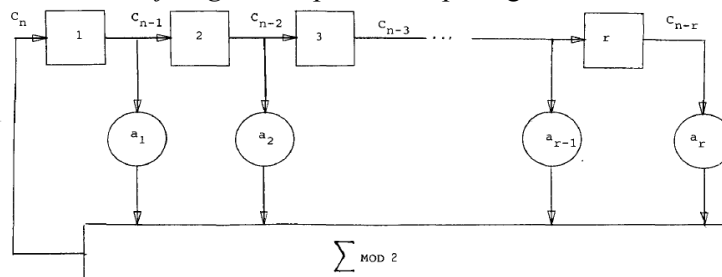 C_n 1 C_{n-1} 2 C_{n-2} 3 C_{n-3} ... r C_{n-r}
a_1 a_2 a_{r-1} a_r
∑ MOD 2